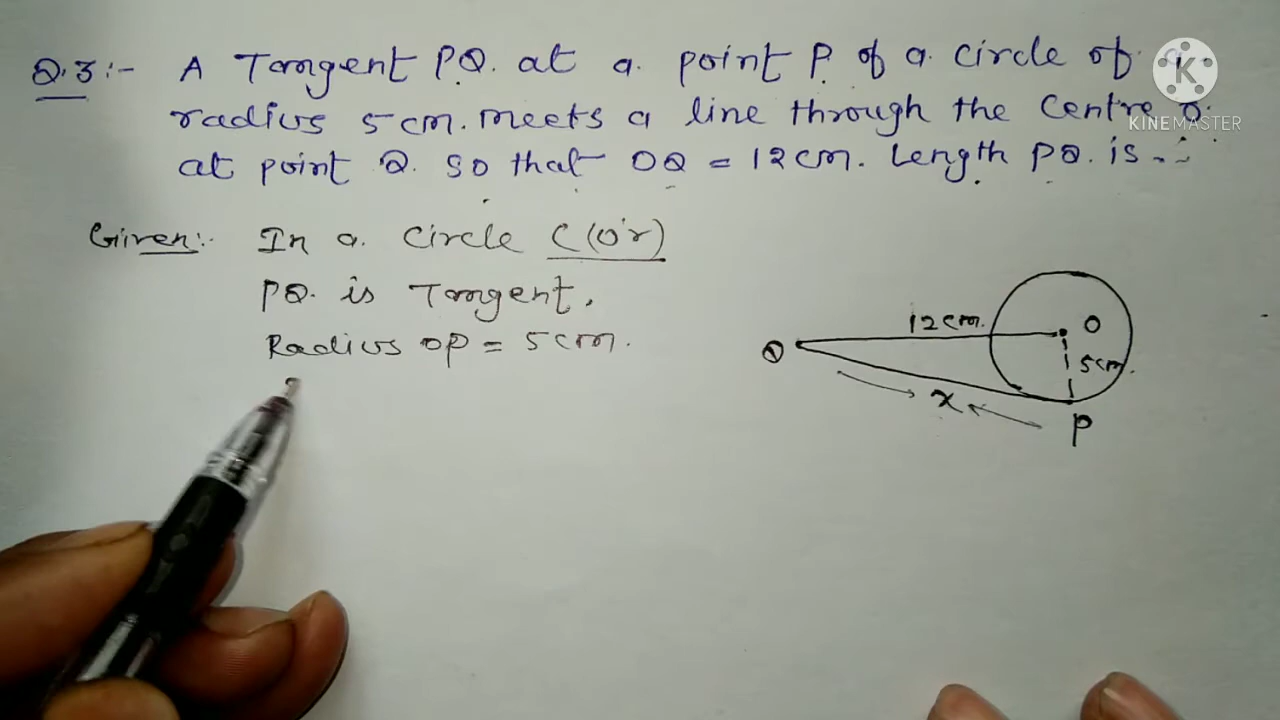 Q.3:- A Tangent PQ. at a point P of a circle of
radius 5cm. meets a line through the centre O.
at point Q. so that OQ = 12cm. Length PQ. is...
Given:- In a circle C(O'r)
PQ. is Tangent.
Radius OP = 5cm.
12cm.
O
Q
5cm.
x
P
K
KINEMASTER